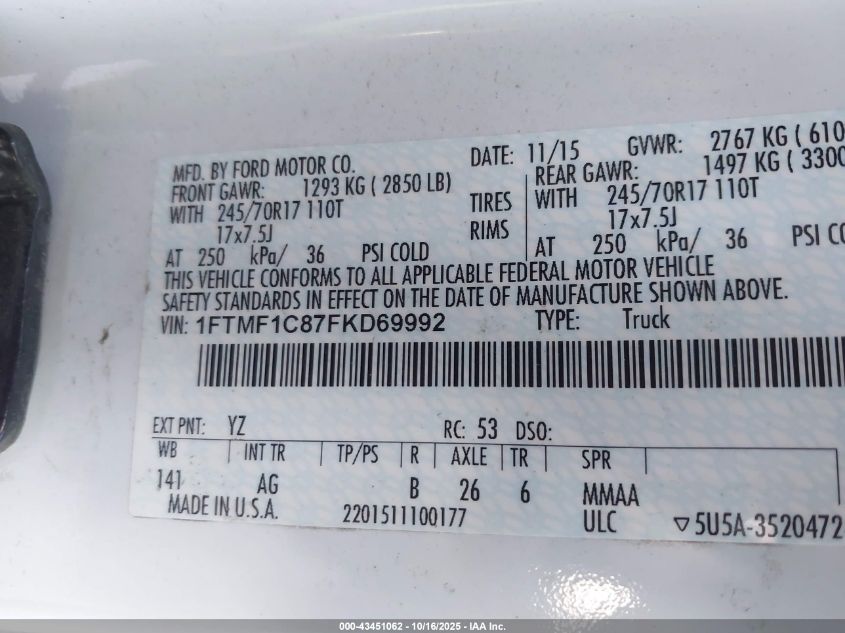 MFD. BY FORD MOTOR CO.
DATE: 11/15 GVWR: 2767 KG ( 610
FRONT GAWR: 1293 KG ( 2850 LB)
REAR GAWR: 1497 KG ( 3300
WITH 245/70R17 110T TIRES WITH 245/70R17 110T
17x7.5J RIMS 17x7.5J
AT 250 kPa/ 36 PSI COLD AT 250 kPa/ 36 PSI CO
THIS VEHICLE CONFORMS TO ALL APPLICABLE FEDERAL MOTOR VEHICLE
SAFETY STANDARDS IN EFFECT ON THE DATE OF MANUFACTURE SHOWN ABOVE.
VIN: 1FTMF1C87FKD69992 TYPE: Truck
EXT PNT: YZ RC: 53 DSO:
WB INT TR TP/PS R AXLE TR SPR
141 AG B 26 6 MMAA
MADE IN U.S.A. 2201511100177 ULC ▽5U5A-3520472
000-43451062 - 10/16/2025 - IAA Inc.